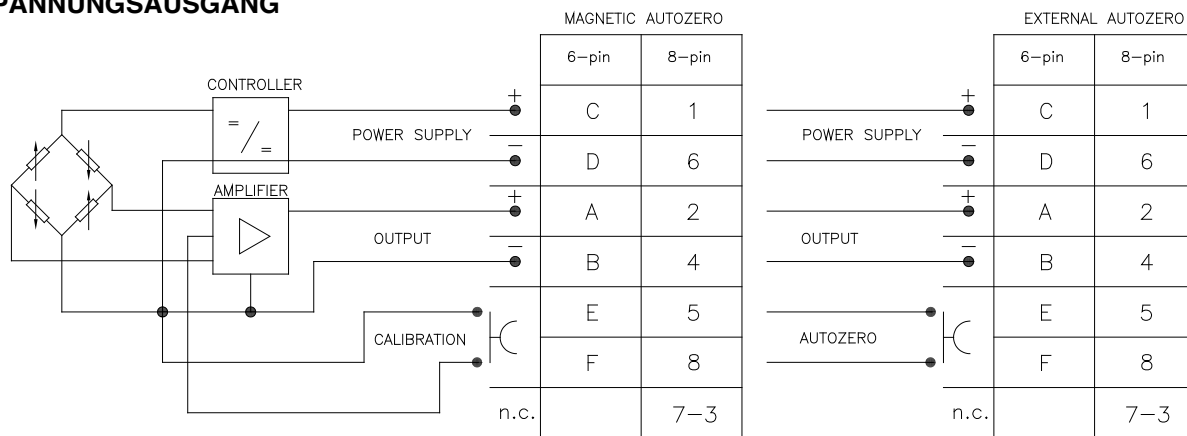 PANNUNGSAUSGANG
MAGNETIC AUTOZERO
6-pin 8-pin
CONTROLLER
= / =
POWER SUPPLY
+ C 1
− D 6
AMPLIFIER
OUTPUT
+ A 2
− B 4
CALIBRATION
E 5
F 8
n.c. 7-3
EXTERNAL AUTOZERO
6-pin 8-pin
POWER SUPPLY
+ C 1
− D 6
OUTPUT
+ A 2
− B 4
AUTOZERO
E 5
F 8
n.c. 7-3